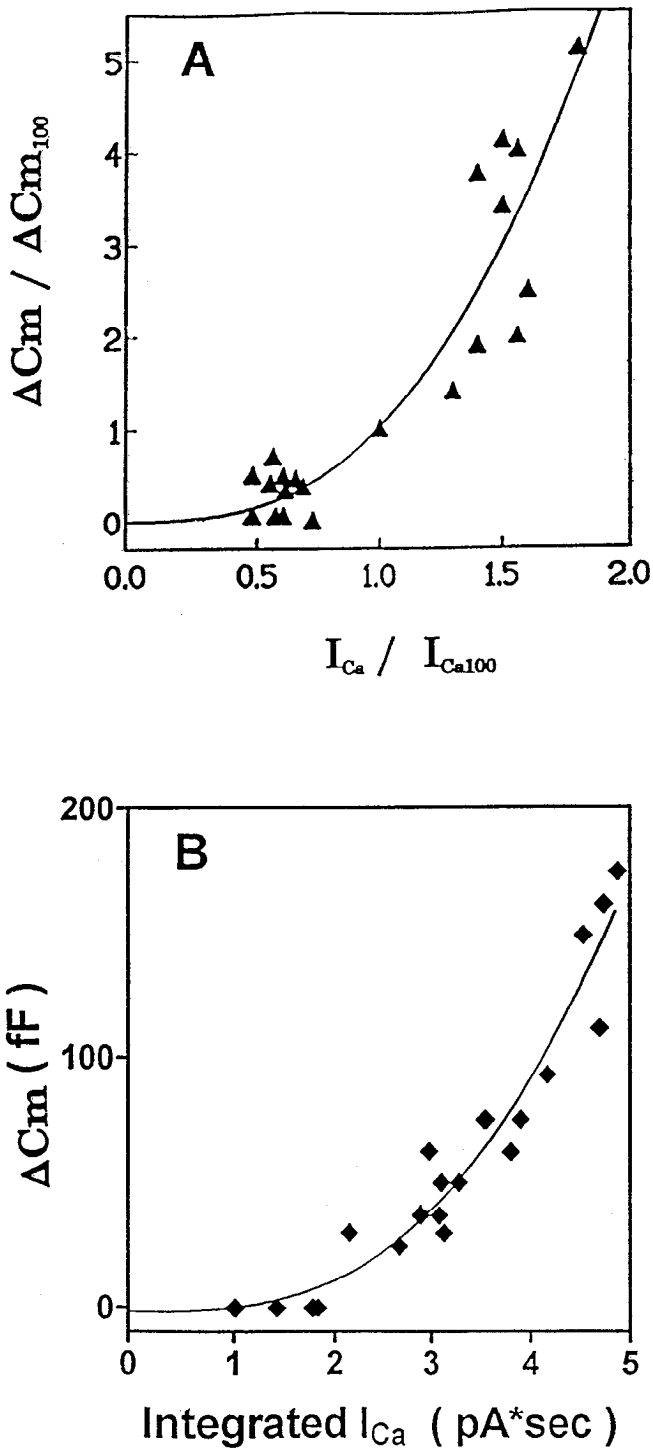 A
5
4
3
2
1
0
ΔCm / ΔCm100
0.0 0.5 1.0 1.5 2.0
ICa / ICa100
B
200
100
0
ΔCm ( fF )
0 1 2 3 4 5
Integrated ICa ( pA*sec )